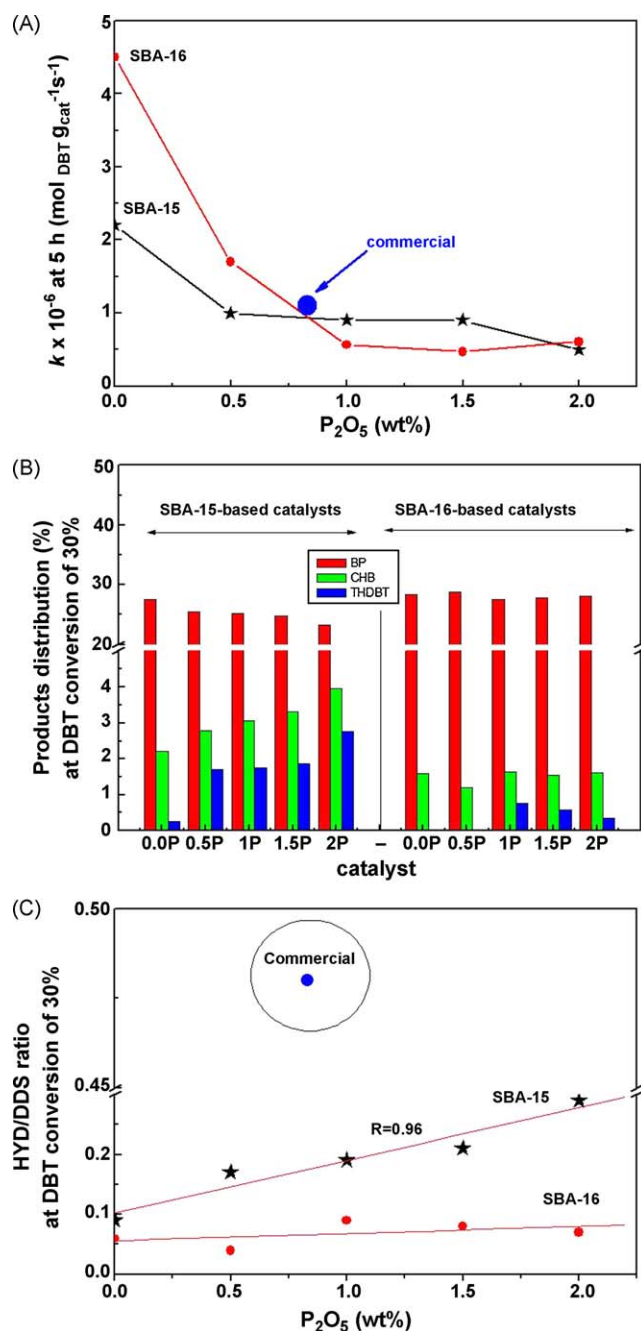 (A)
5
4
3
2
1
0
SBA-16
SBA-15
commercial
k x 10⁻⁶ at 5 h (mol DBT gcat⁻¹s⁻¹)
0.0 0.5 1.0 1.5 2.0
P₂O₅ (wt%)
(B)
50
40
30
20
4
3
2
1
0
SBA-15-based catalysts SBA-16-based catalysts
BP
CHB
THDBT
Products distribution (%)
at DBT conversion of 30%
0.0P 0.5P 1P 1.5P 2P – 0.0P 0.5P 1P 1.5P 2P
catalyst
(C)
0.50
0.45
0.2
0.1
0.0
Commercial
SBA-15
R=0.96
SBA-16
HYD/DDS ratio
at DBT conversion of 30%
0.0 0.5 1.0 1.5 2.0
P₂O₅ (wt%)